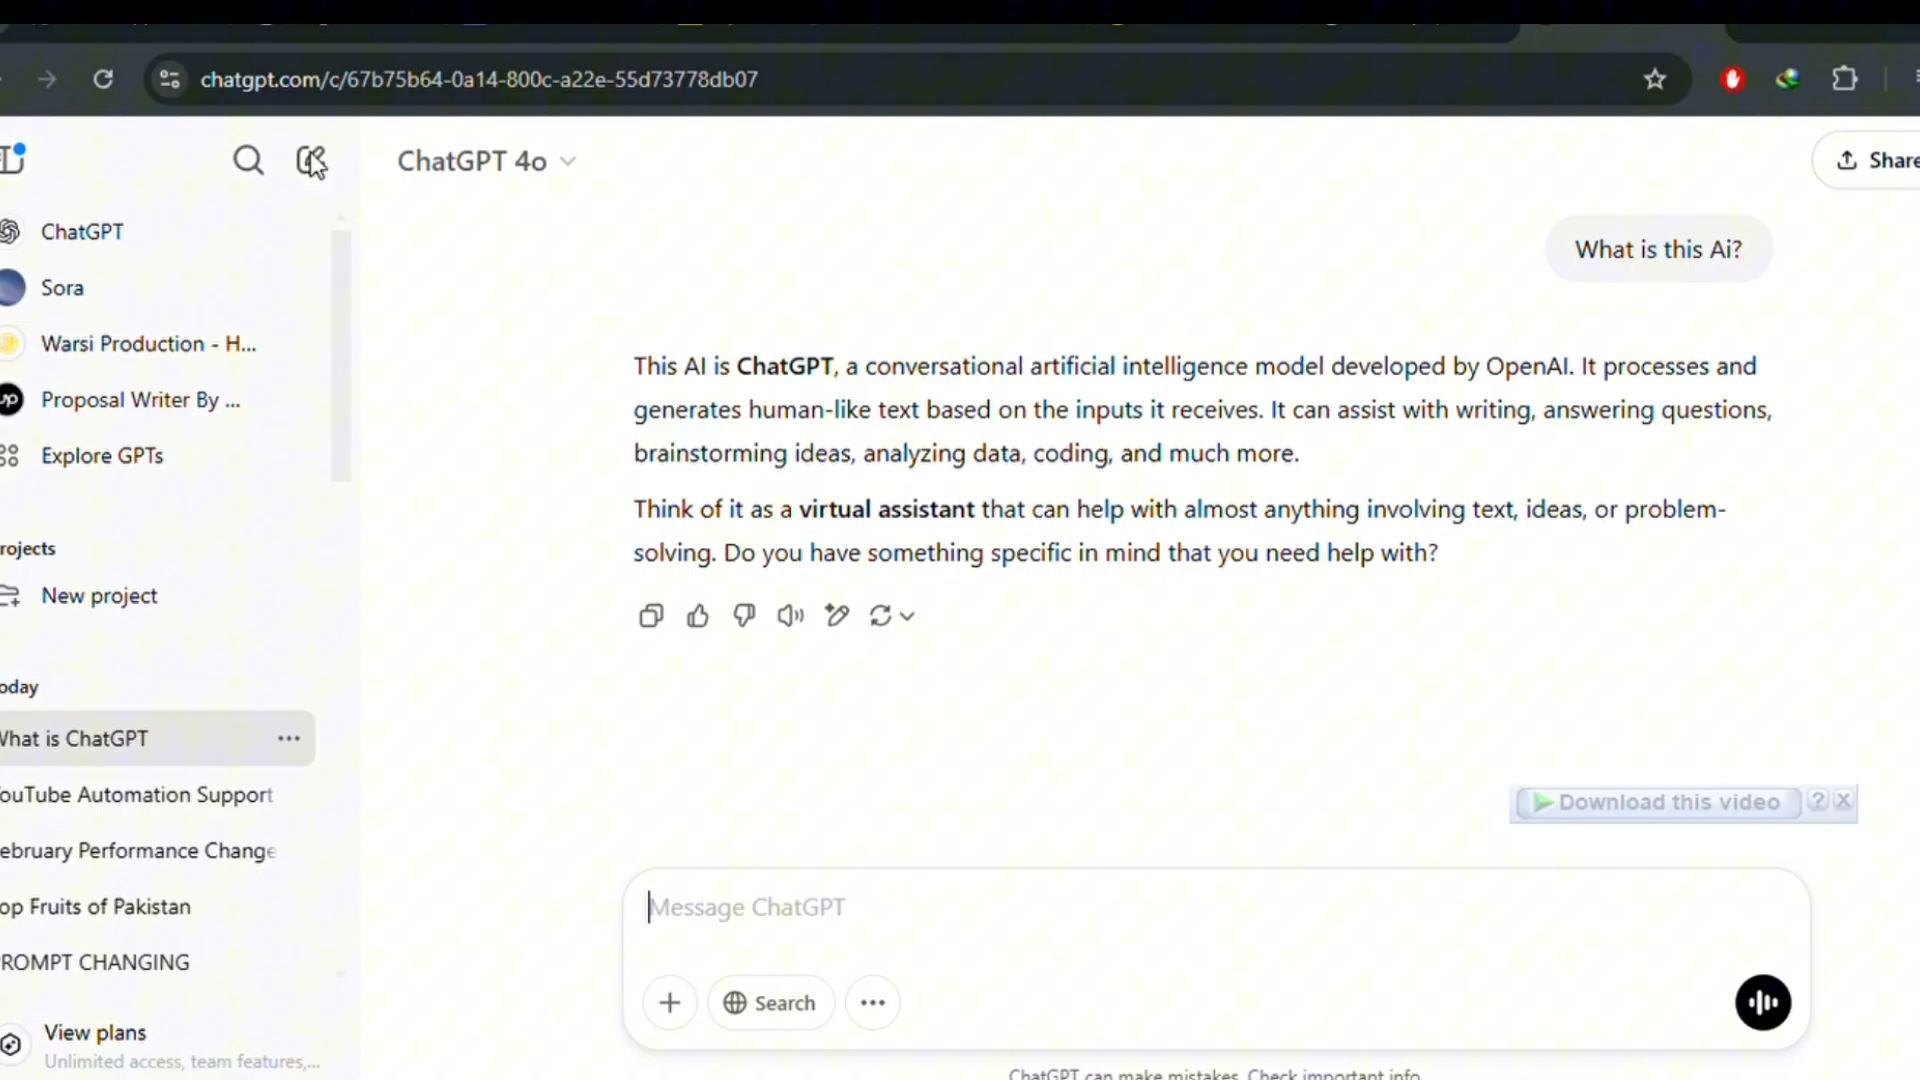 chatgpt.com/c/67b75b64-0a14-800c-a22e-55d73778db07
ChatGPT 4o
Share
ChatGPT
Sora
Warsi Production - H...
Proposal Writer By ...
Explore GPTs
rojects
New project
oday
What is ChatGPT
YouTube Automation Support
ebruary Performance Change
op Fruits of Pakistan
PROMPT CHANGING
View plans
Unlimited access, team features,...
What is this Ai?
This AI is ChatGPT, a conversational artificial intelligence model developed by OpenAI. It processes and
generates human-like text based on the inputs it receives. It can assist with writing, answering questions,
brainstorming ideas, analyzing data, coding, and much more.
Think of it as a virtual assistant that can help with almost anything involving text, ideas, or problem-
solving. Do you have something specific in mind that you need help with?
Download this video ? X
Message ChatGPT
Search
ChatGPT can make mistakes. Check important info.